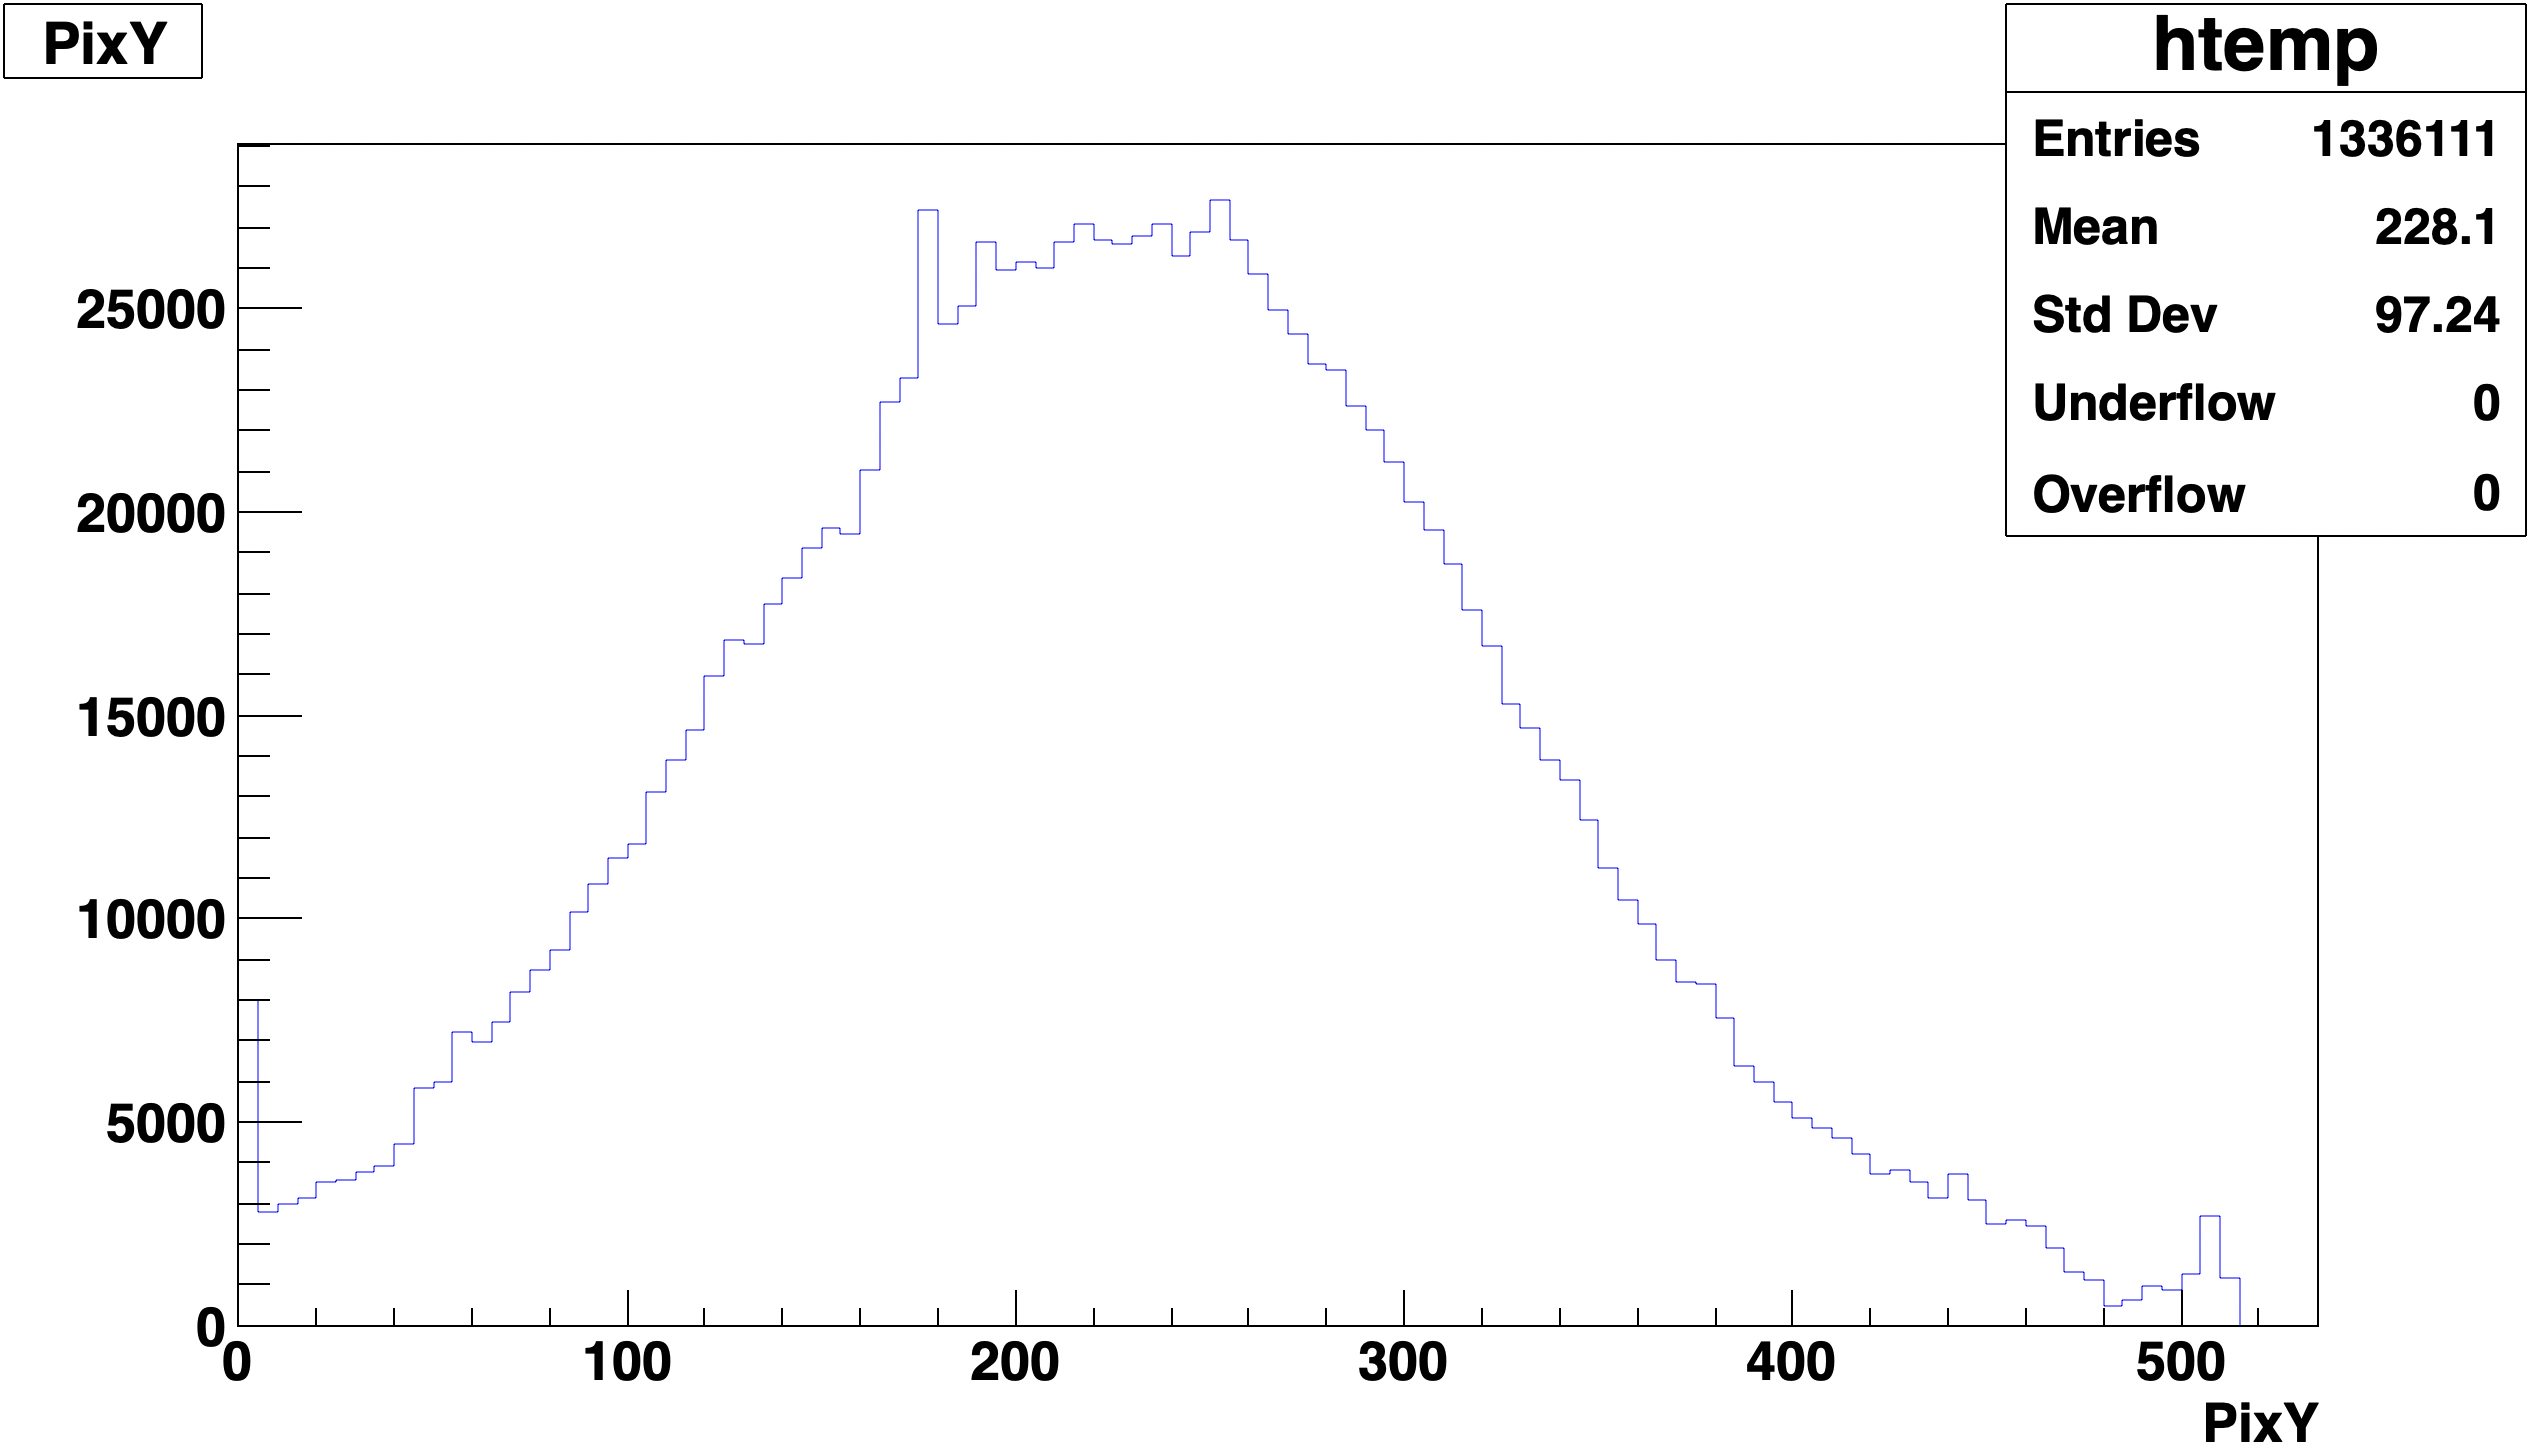 PixY
htemp
Entries 1336111
Mean 228.1
Std Dev 97.24
Underflow 0
Overflow 0
25000
20000
15000
10000
5000
0
0 100 200 300 400 500
PixY